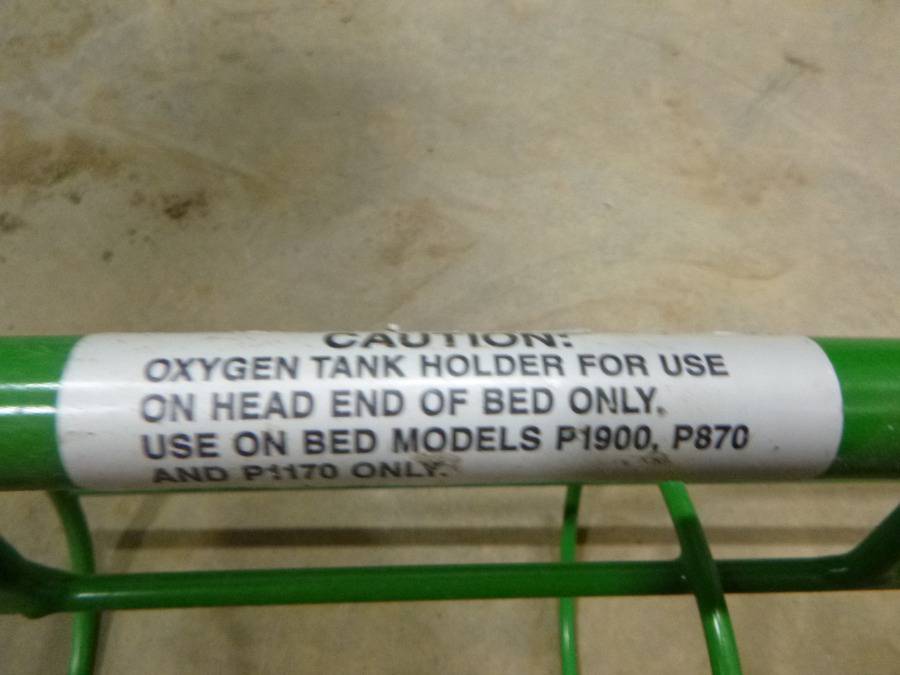 CAUTION:
OXYGEN TANK HOLDER FOR USE
ON HEAD END OF BED ONLY.
USE ON BED MODELS P1900, P870
AND P1170 ONLY.